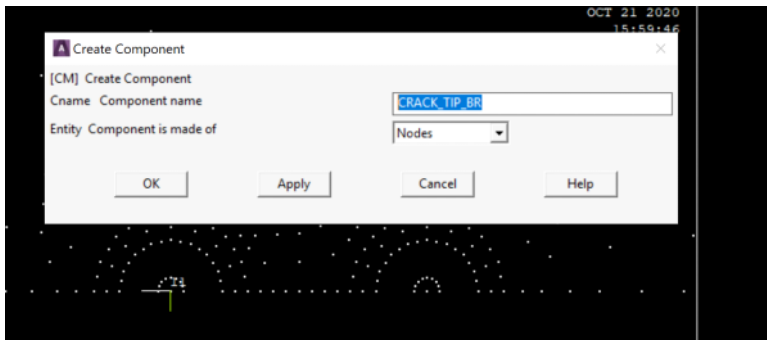 OCT 21 2020
15:59:46
Create Component
[CM] Create Component
Cname Component name
CRACK_TIP_BR
Entity Component is made of
Nodes
OK
Apply
Cancel
Help